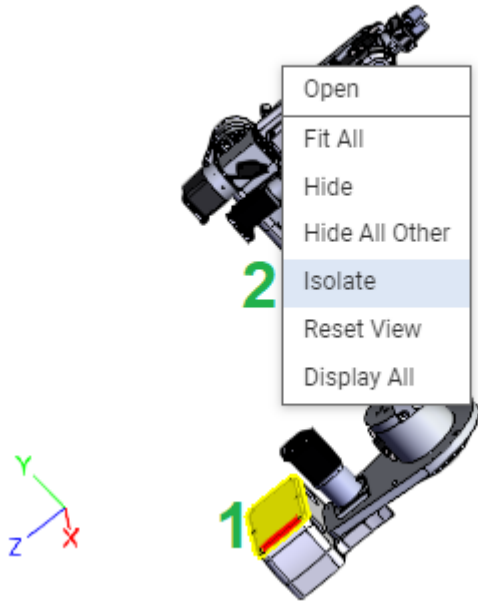 Open
Fit All
Hide
Hide All Other
2
Isolate
Reset View
Display All
Y
Z
X
1